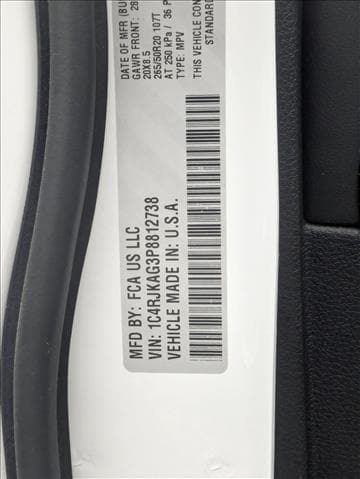 DATE OF MFR (BU
GAWR FRONT: 28
20X8.5
265/50R20 107T
AT 250 kPa / 36 P
TYPE: MPV
THIS VEHICLE CON
STANDARD
MFD BY: FCA US LLC
VIN: 1C4RJKAG3P8812738
VEHICLE MADE IN: U.S.A.